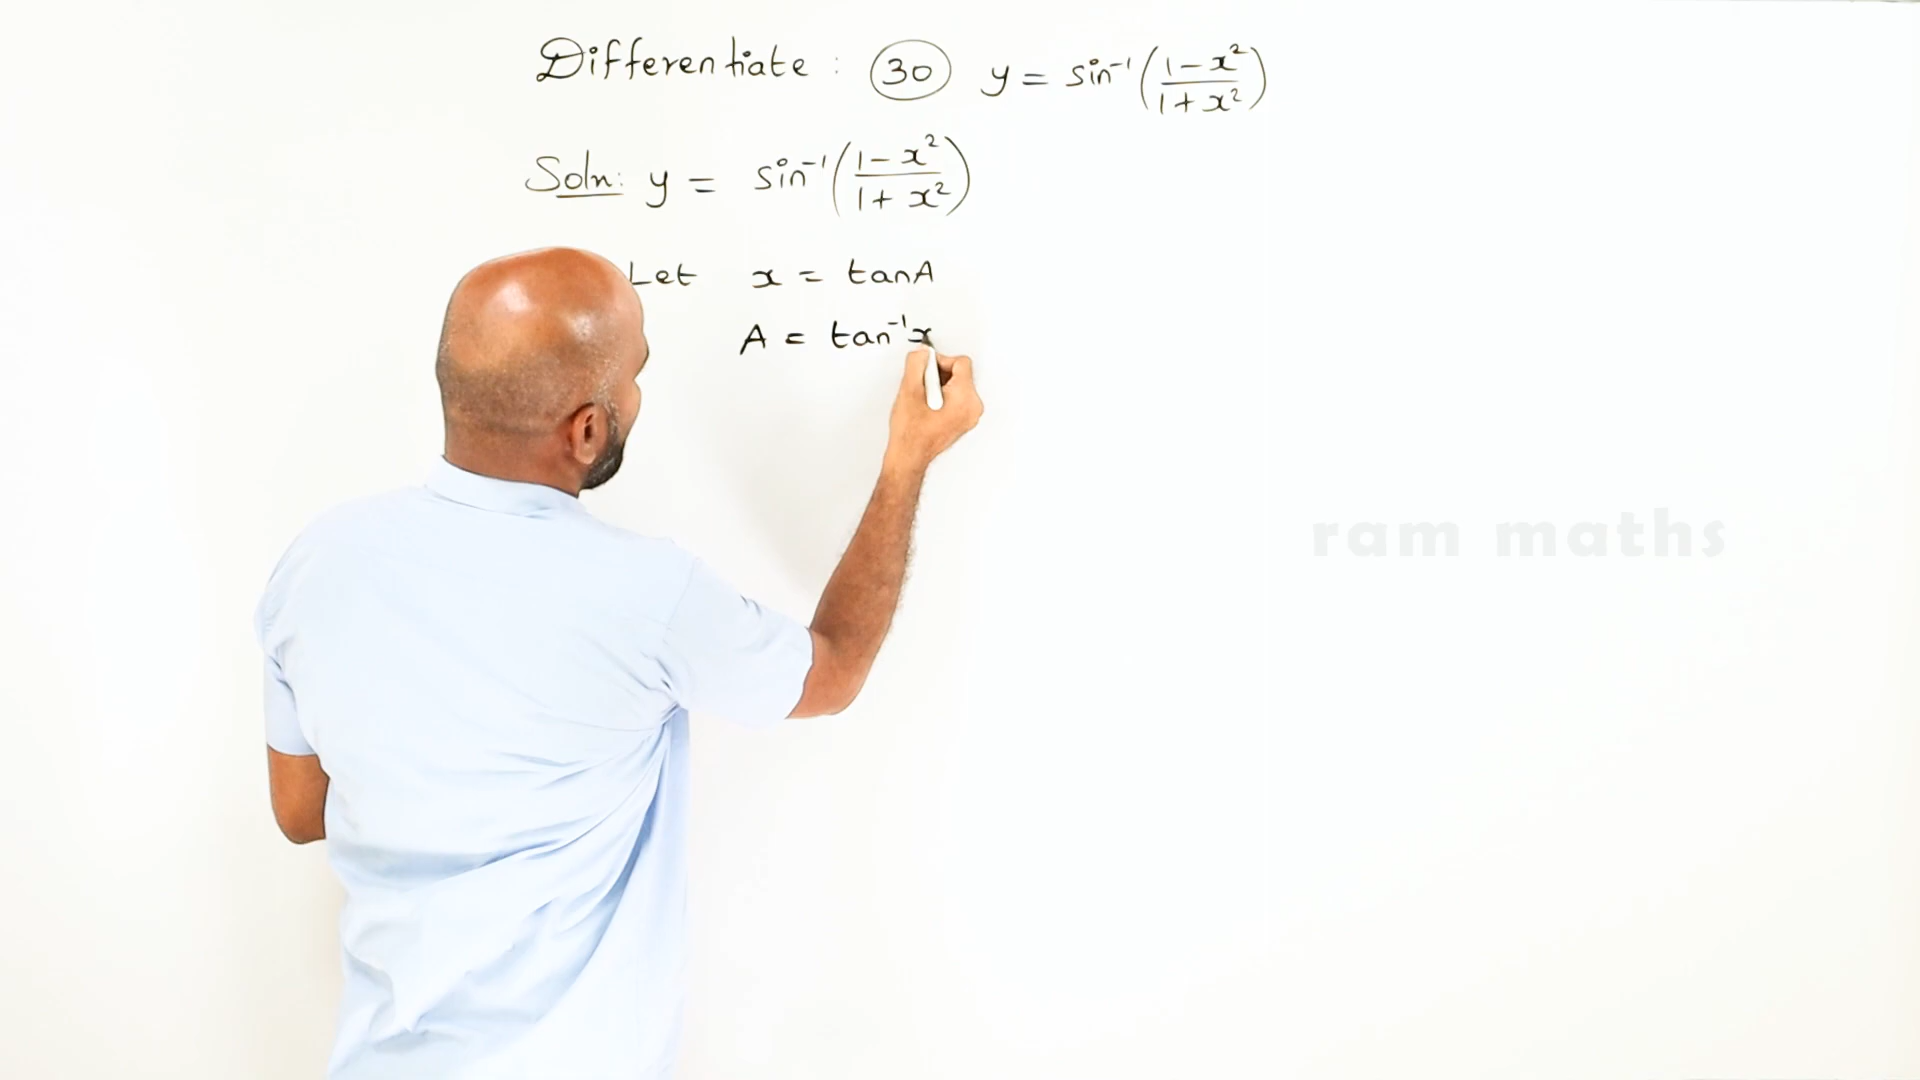 Differentiate : 30 y = sin⁻¹((1 - x²)/(1 + x²))
Soln: y = sin⁻¹((1 - x²)/(1 + x²))
Let x = tanA
A = tan⁻¹x
ram maths